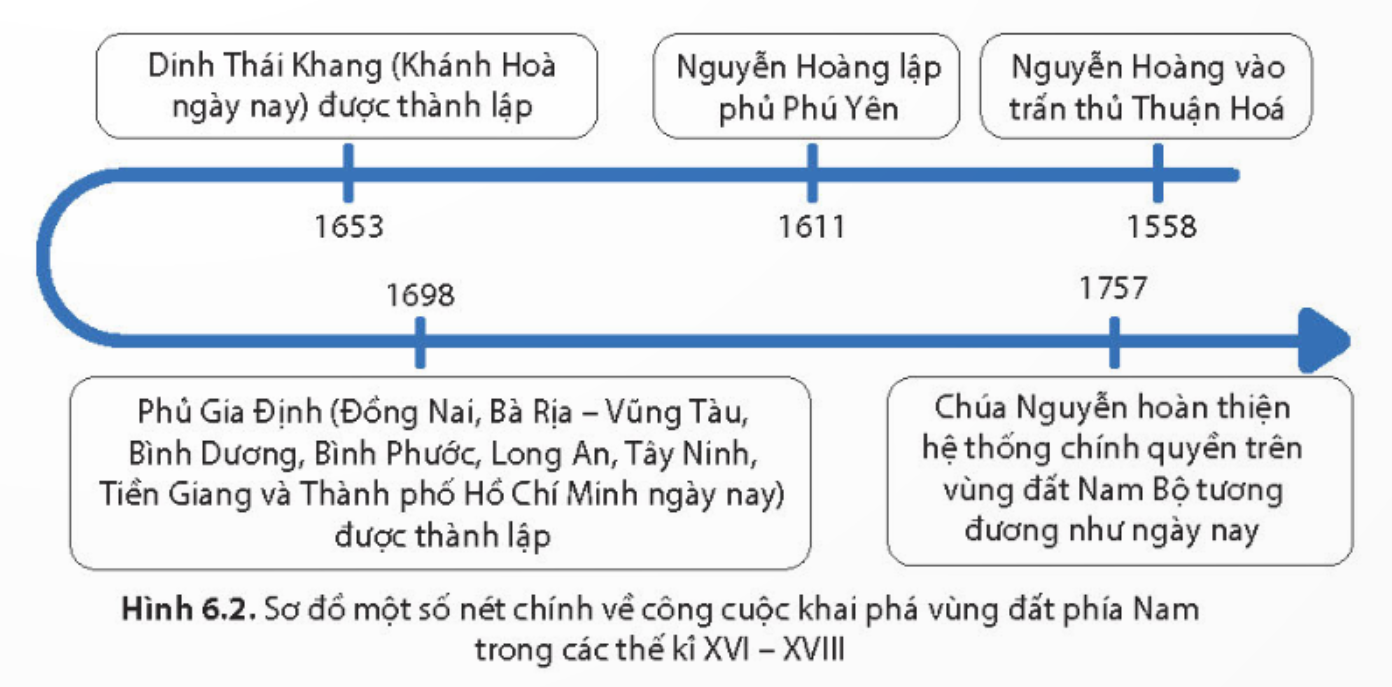 Dinh Thái Khang (Khánh Hoà
ngày nay) được thành lập
Nguyễn Hoàng lập
phủ Phú Yên
Nguyễn Hoàng vào
trấn thủ Thuận Hoá
1653
1611
1558
1698
1757
Phủ Gia Định (Đồng Nai, Bà Rịa – Vũng Tàu,
Bình Dương, Bình Phước, Long An, Tây Ninh,
Tiền Giang và Thành phố Hồ Chí Minh ngày nay)
được thành lập
Chúa Nguyễn hoàn thiện
hệ thống chính quyền trên
vùng đất Nam Bộ tương
đương như ngày nay
Hình 6.2. Sơ đồ một số nét chính về công cuộc khai phá vùng đất phía Nam
trong các thế kỉ XVI – XVIII